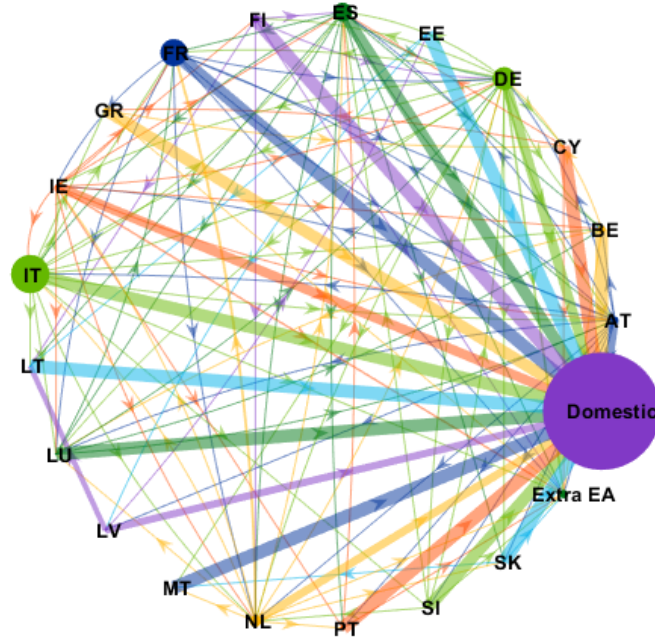 FI
ES
EE
FR
DE
GR
CY
IE
BE
IT
AT
LT
Domestic
LU
Extra EA
LV
SK
MT
SI
NL
PT